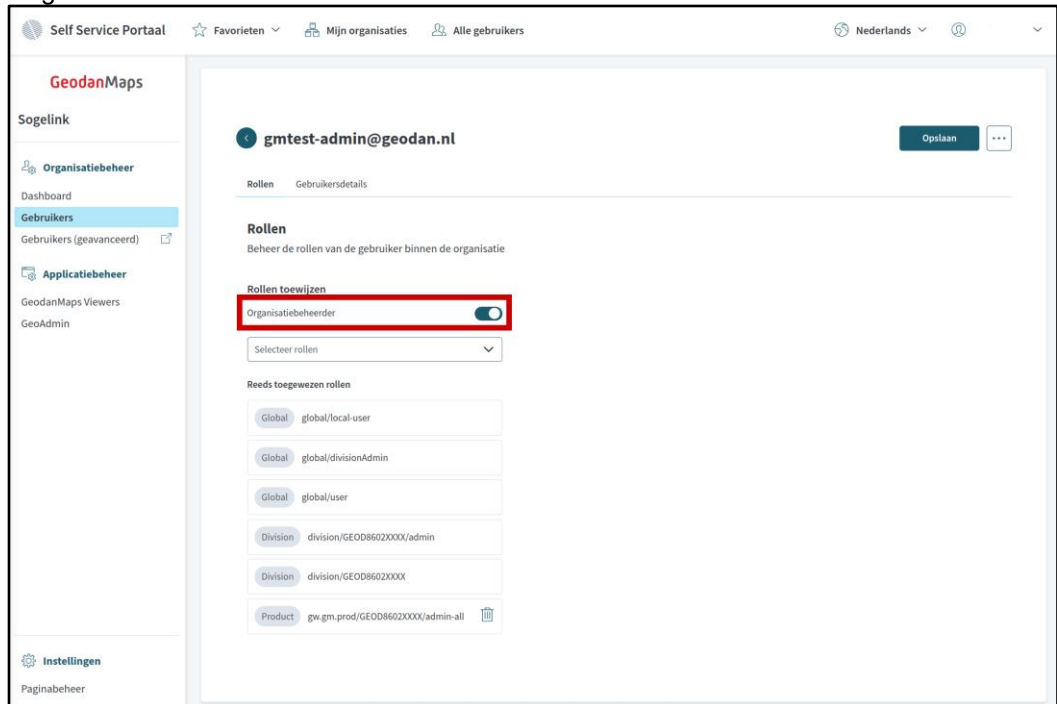 Self Service Portaal
Favorieten
Mijn organisaties
Alle gebruikers
Nederlands
GeodanMaps
Sogelink
Organisatiebeheer
Dashboard
Gebruikers
Gebruikers (geavanceerd)
Applicatiebeheer
GeodanMaps Viewers
GeoAdmin
Instellingen
Paginabeheer
gmtest-admin@geodan.nl
Opslaan
...
Rollen
Gebruikersdetails
Rollen
Beheer de rollen van de gebruiker binnen de organisatie
Rollen toewijzen
Organisatiebeheerder
Selecteer rollen
Reeds toegewezen rollen
Global global/local-user
Global global/divisionAdmin
Global global/user
Division division/GEOD8602XXXX/admin
Division division/GEOD8602XXXX
Product gw.gm.prod/GEOD8602XXXX/admin-all